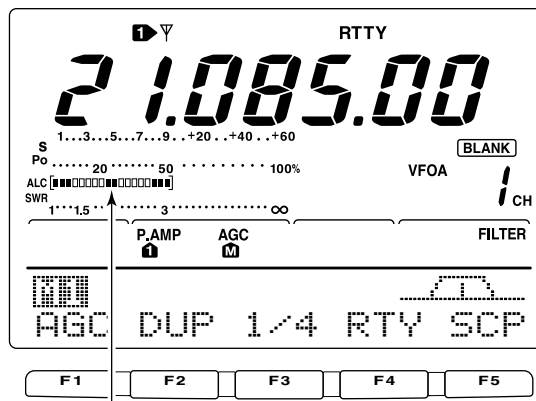 1 RTTY
21.085.00
S 1...3...5...7...9..+20..+40..+60
BLANK
Po ...... 20 ...... 50 ........... 100%
VFOA 1 CH
ALC
SWR 1 1.5 3 ∞
P.AMP AGC FILTER
1 M
M1
AGC DUP 1/4 RTY SCP
F1 F2 F3 F4 F5